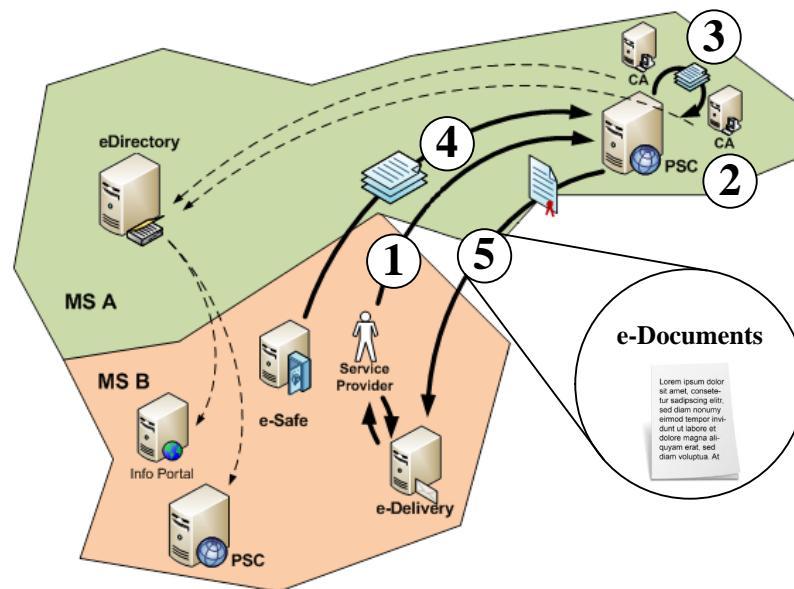 3
CA
eDirectory
4
CA
PSC
2
1
5
MS A
e-Documents
MS B
Service
Provider
Lorem ipsum dolor
sit amet, consete-
tur sadipscing elitr,
sed diam nonumy
eirmod tempor invi-
dunt ut labore et
dolore magna ali-
quyam erat, sed
diam voluptua. At
e-Safe
Info Portal
e-Delivery
PSC